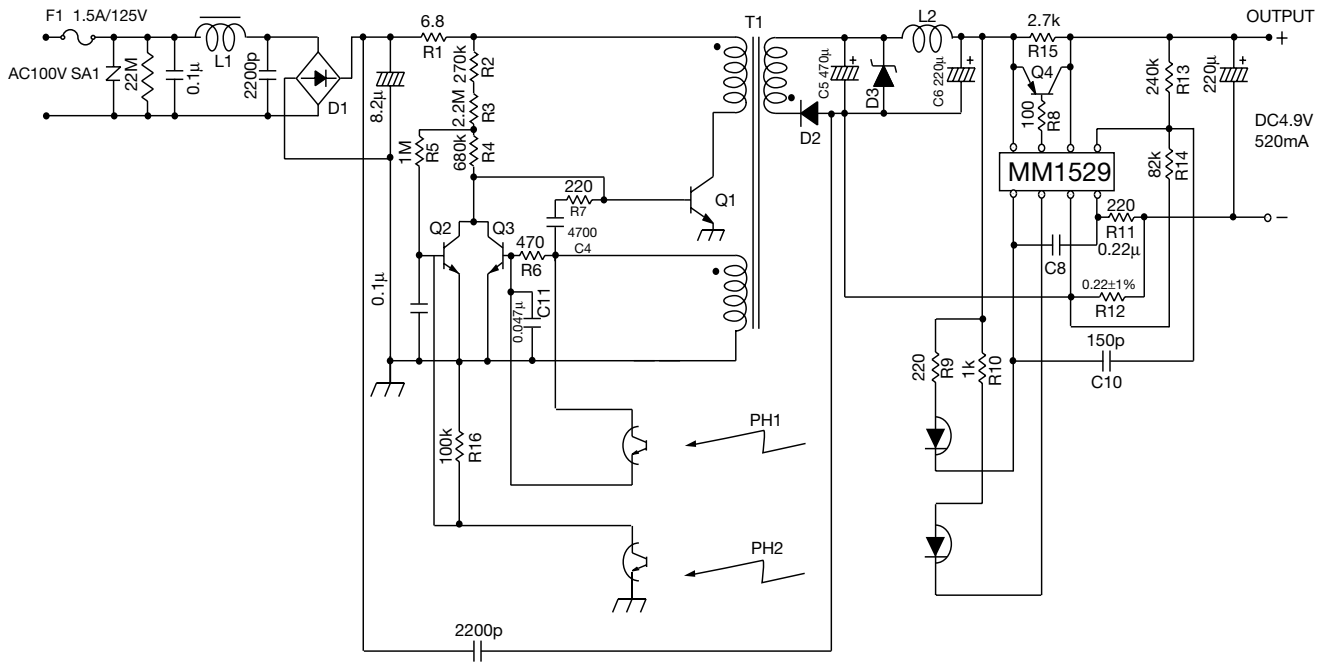 F1 1.5A/125V
AC100V SA1
22M
0.1μ
L1
2200p
D1
8.2μ
6.8
R1
270k
R2
2.2M
R3
680k
R4
1M
R5
220
R7
4700
C4
Q1
Q2
Q3
470
R6
0.1μ
0.047μ
C11
100k
R16
2200p
T1
C5 470μ
D3
D2
L2
C6 220μ
2.7k
R15
Q4
100
R8
MM1529
240k
R13
82k
R14
220μ
OUTPUT
+
DC4.9V
520mA
−
220
R11
0.22μ
C8
0.22±1%
R12
150p
C10
220
R9
1k
R10
PH1
PH2